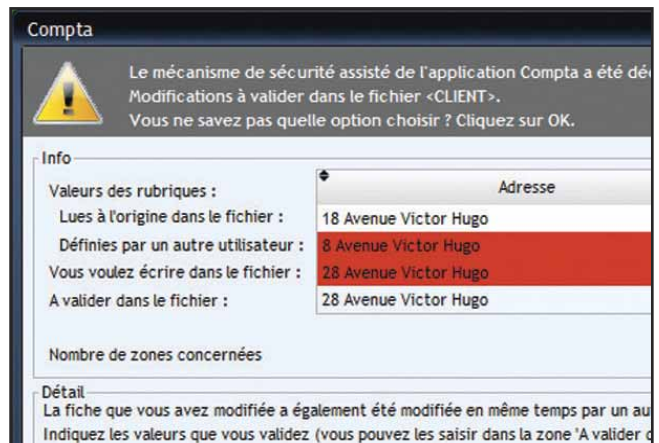 Compta
Le mécanisme de sécurité assisté de l'application Compta a été dé
Modifications à valider dans le fichier <CLIENT>.
Vous ne savez pas quelle option choisir ? Cliquez sur OK.
Info
Valeurs des rubriques :
Adresse
Lues à l'origine dans le fichier :
18 Avenue Victor Hugo
Définies par un autre utilisateur :
8 Avenue Victor Hugo
Vous voulez écrire dans le fichier :
28 Avenue Victor Hugo
A valider dans le fichier :
28 Avenue Victor Hugo
Nombre de zones concernées
Détail
La fiche que vous avez modifiée a également été modifiée en même temps par un au
Indiquez les valeurs que vous validez (vous pouvez les saisir dans la zone 'A valider